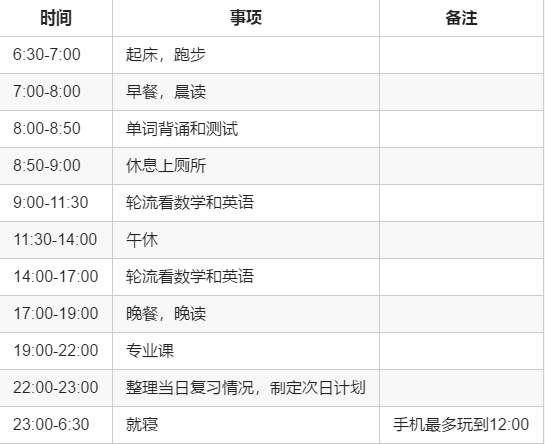 时间 事项 备注
6:30-7:00 起床，跑步
7:00-8:00 早餐，晨读
8:00-8:50 单词背诵和测试
8:50-9:00 休息上厕所
9:00-11:30 轮流看数学和英语
11:30-14:00 午休
14:00-17:00 轮流看数学和英语
17:00-19:00 晚餐，晚读
19:00-22:00 专业课
22:00-23:00 整理当日复习情况，制定次日计划
23:00-6:30 就寝 手机最多玩到12:00